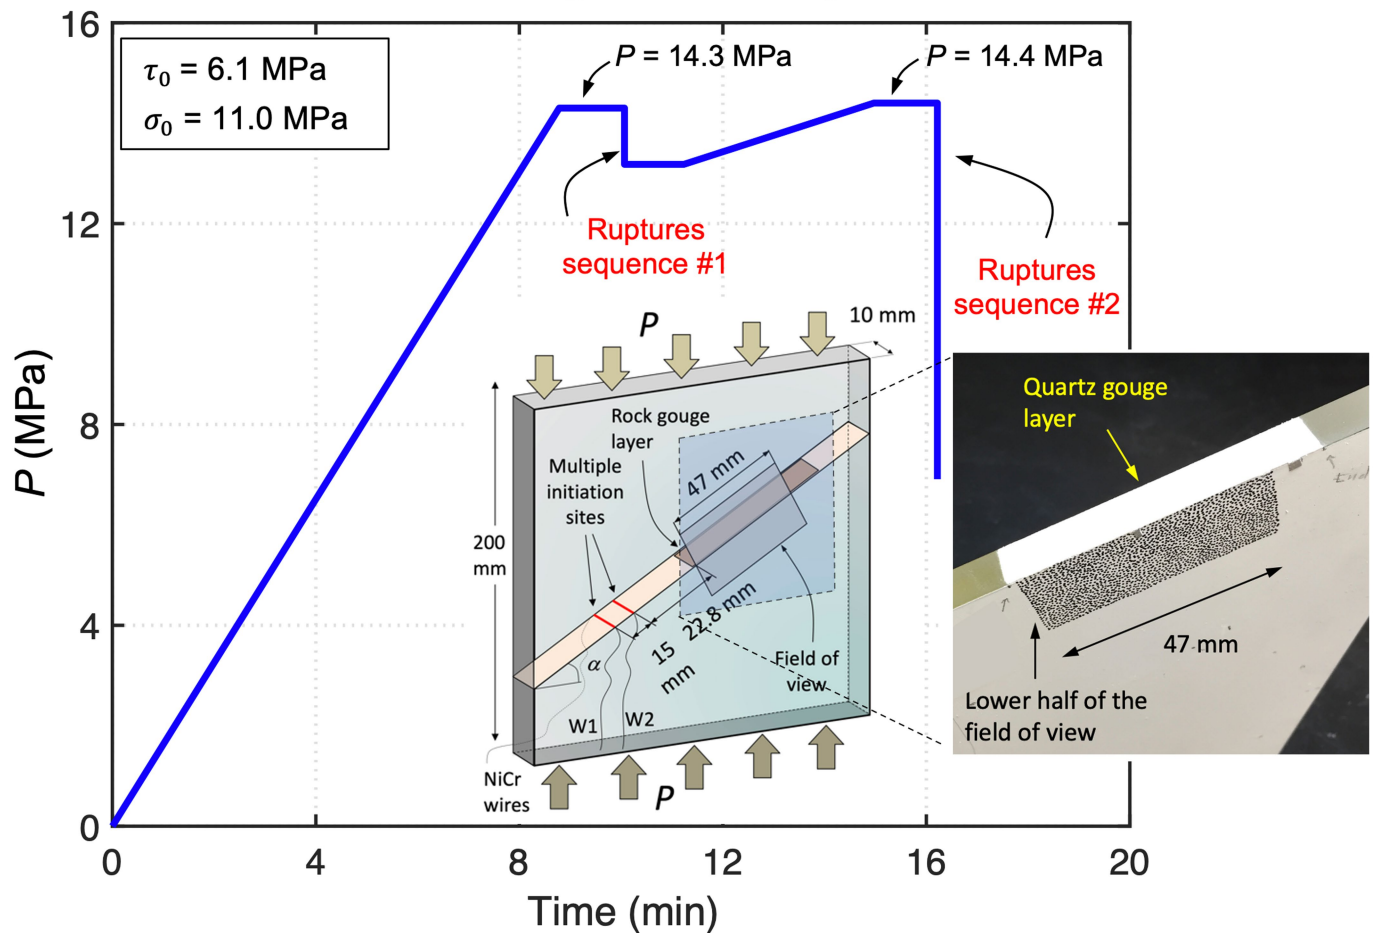 16
12
8
4
0
P (MPa)
τ₀ = 6.1 MPa
σ₀ = 11.0 MPa
P = 14.3 MPa
P = 14.4 MPa
Ruptures
sequence #1
Ruptures
sequence #2
P
10 mm
Rock gouge
layer
Multiple
initiation
sites
47 mm
200
mm
22.8 mm
15
mm
α
Field of
view
W1
W2
NiCr
wires
P
Quartz gouge
layer
End
47 mm
Lower half of the
field of view
0
4
8
12
16
20
Time (min)